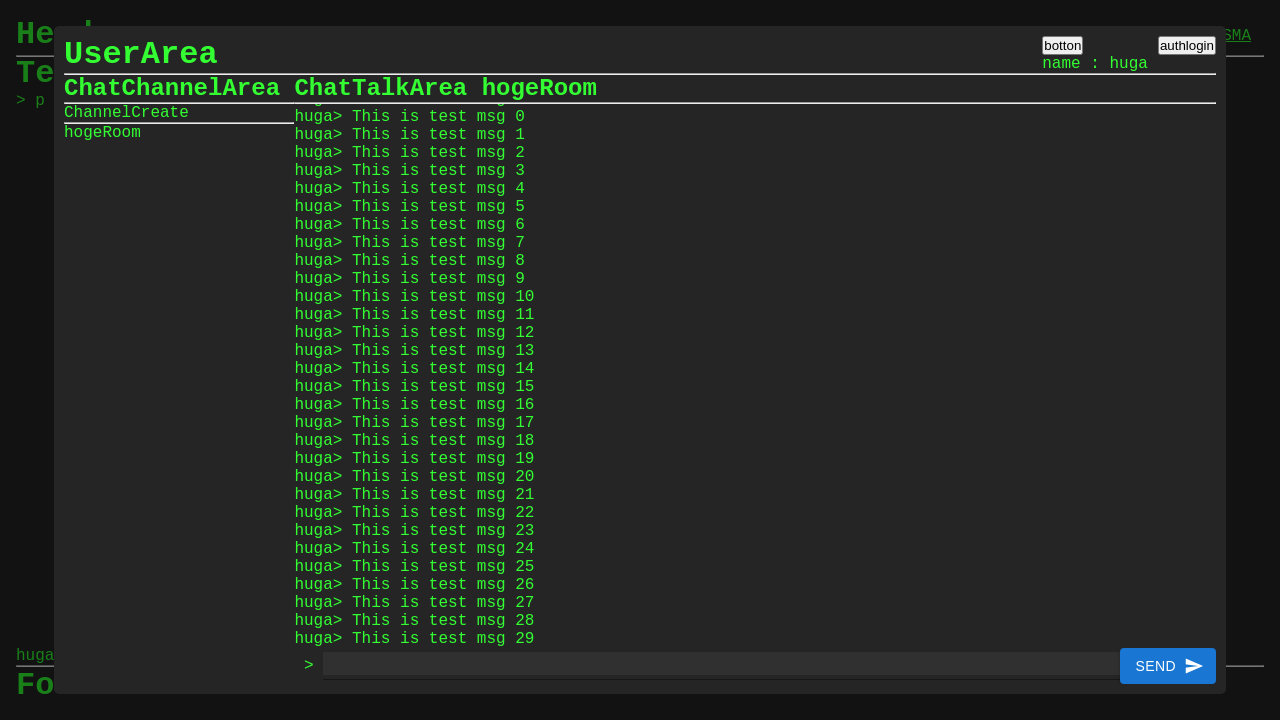 UserArea
botton
authlogin
SMA
name : huga
Te
> p
ChatChannelArea
ChatTalkArea hogeRoom
ChannelCreate
hogeRoom
huga> This is test msg 0
huga> This is test msg 1
huga> This is test msg 2
huga> This is test msg 3
huga> This is test msg 4
huga> This is test msg 5
huga> This is test msg 6
huga> This is test msg 7
huga> This is test msg 8
huga> This is test msg 9
huga> This is test msg 10
huga> This is test msg 11
huga> This is test msg 12
huga> This is test msg 13
huga> This is test msg 14
huga> This is test msg 15
huga> This is test msg 16
huga> This is test msg 17
huga> This is test msg 18
huga> This is test msg 19
huga> This is test msg 20
huga> This is test msg 21
huga> This is test msg 22
huga> This is test msg 23
huga> This is test msg 24
huga> This is test msg 25
huga> This is test msg 26
huga> This is test msg 27
huga> This is test msg 28
huga> This is test msg 29
huga
> SEND
Fo